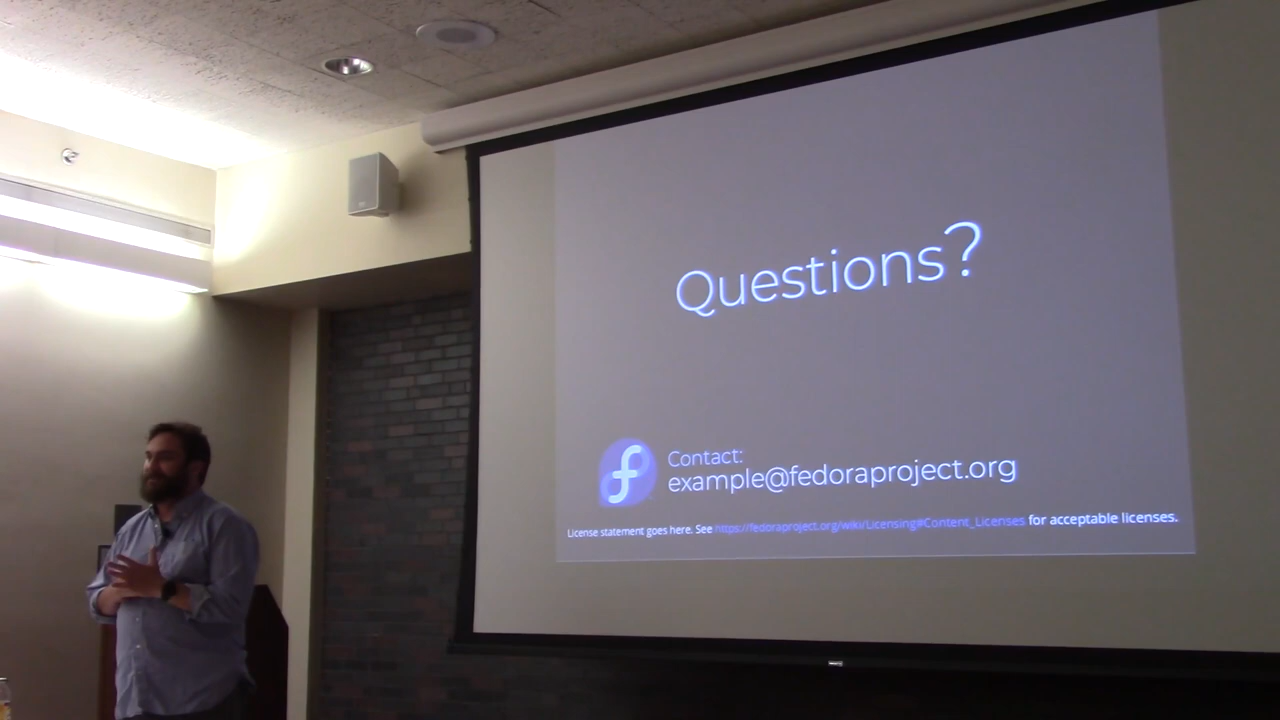 Questions?
Contact:
example@fedoraproject.org
License statement goes here. See https://fedoraproject.org/wiki/Licensing#Content_Licenses for acceptable licenses.